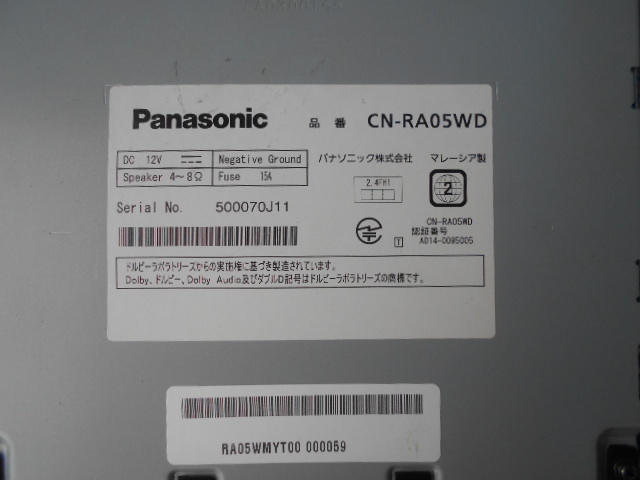 Panasonic 品番 CN-RA05WD
DC 12V Negative Ground
Speaker 4～8Ω Fuse 15A
パナソニック株式会社 マレーシア製
2.4FH1
2
Serial No. 500070J11
CN-RA05WD
認証番号
AD14-0095005
T
ドルビーラボラトリーズからの実施権に基づき製造されています。
Dolby、ドルビー、Dolby Audio及びダブルD記号はドルビーラボラトリーズの商標です。
RA05WMYT00 000059